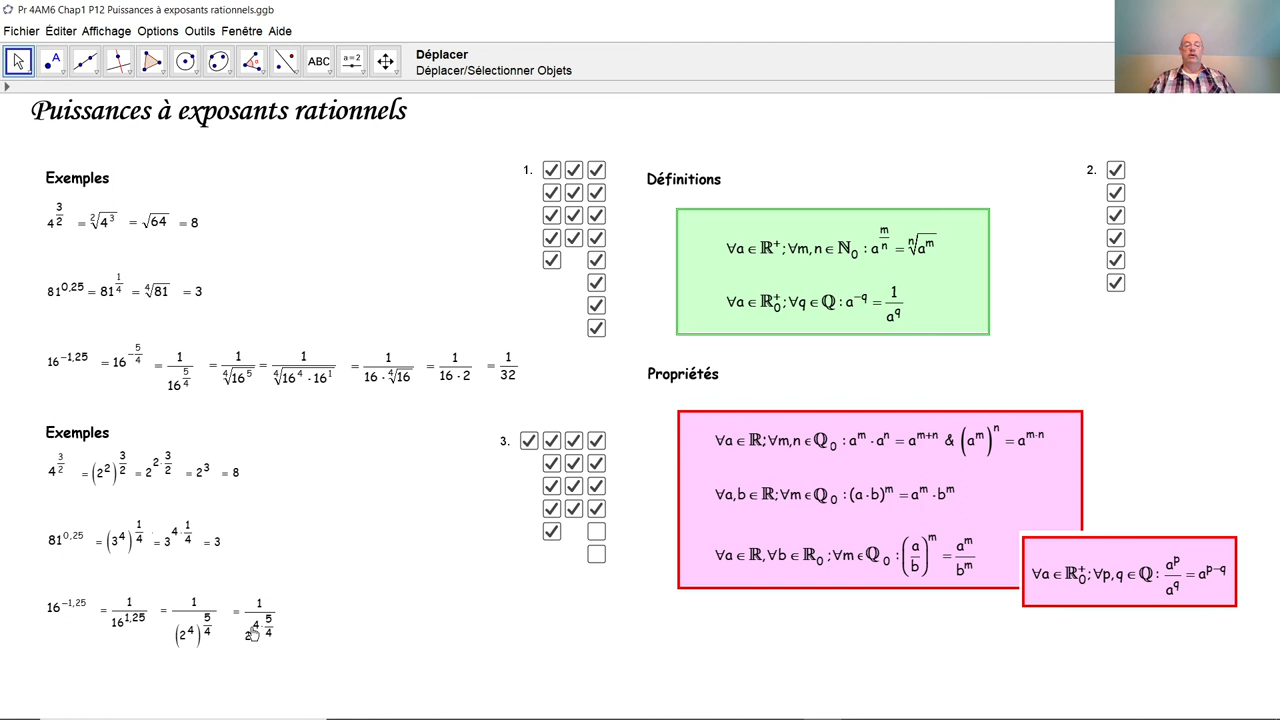 Pr 4AM6 Chap1 P12 Puissances à exposants rationnels.ggb
Fichier Éditer Affichage Options Outils Fenêtre Aide
A ABC a=2 Déplacer
Déplacer/Sélectionner Objets
Puissances à exposants rationnels
Exemples
4^(3/2) = ²√(4³) = √64 = 8
81^0,25 = 81^(1/4) = ⁴√81 = 3
16^−1,25 = 16^(−5/4) = 1/16^(5/4) = 1/⁴√(16⁵) = 1/⁴√(16⁴·16¹) = 1/(16·⁴√16) = 1/(16·2) = 1/32
1.
Exemples
4^(3/2) = (2²)^(3/2) = 2^(2·3/2) = 2³ = 8
81^0,25 = (3⁴)^(1/4) = 3^(4·1/4) = 3
16^−1,25 = 1/16^1,25 = 1/(2⁴)^(5/4) = 1/2^(4·5/4)
3.
Définitions
2.
∀a∈ℝ⁺;∀m,n∈ℕ₀ : a^(m/n) = ⁿ√(a^m)
∀a∈ℝ₀⁺;∀q∈ℚ : a^−q = 1/a^q
Propriétés
∀a∈ℝ;∀m,n∈ℚ₀ : a^m · a^n = a^(m+n) & (a^m)^n = a^(m·n)
∀a,b∈ℝ;∀m∈ℚ₀ : (a·b)^m = a^m · b^m
∀a∈ℝ,∀b∈ℝ₀;∀m∈ℚ₀ : (a/b)^m = a^m/b^m
∀a∈ℝ₀⁺;∀p,q∈ℚ : a^p/a^q = a^(p−q)